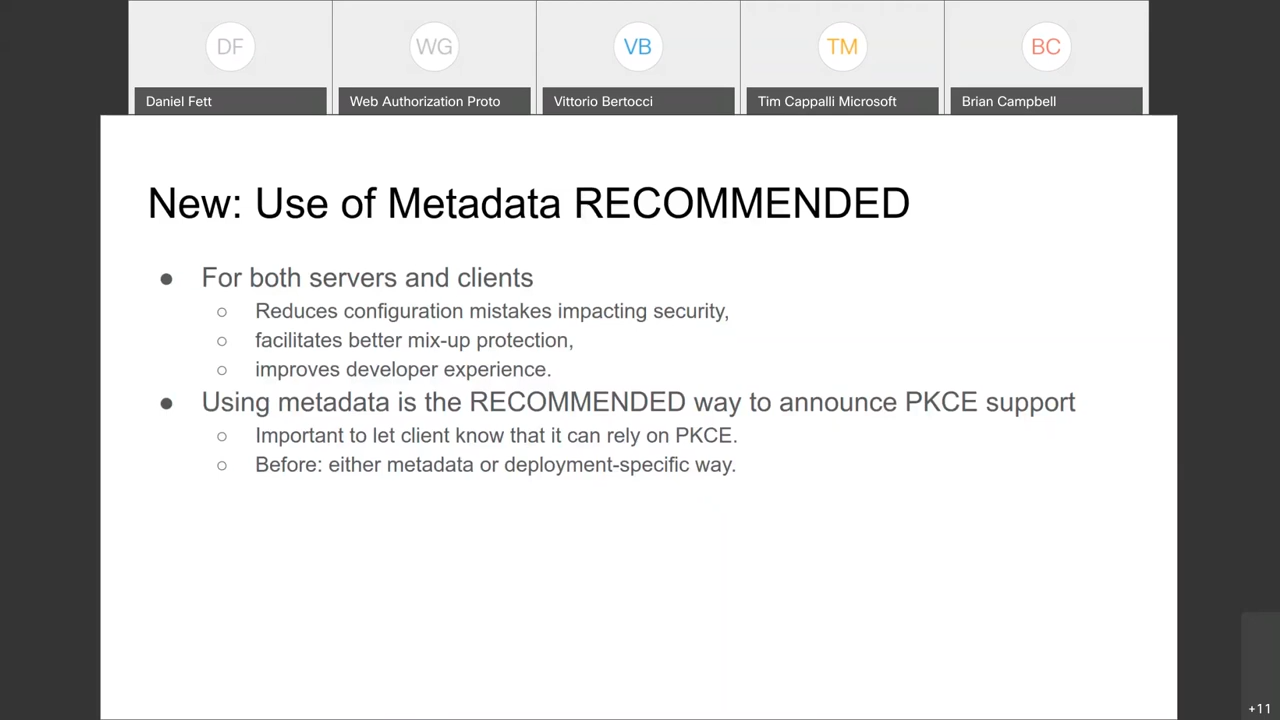 DF
WG
VB
TM
BC
Daniel Fett
Web Authorization Proto
Vittorio Bertocci
Tim Cappalli Microsoft
Brian Campbell
New: Use of Metadata RECOMMENDED
● For both servers and clients
○ Reduces configuration mistakes impacting security,
○ facilitates better mix-up protection,
○ improves developer experience.
● Using metadata is the RECOMMENDED way to announce PKCE support
○ Important to let client know that it can rely on PKCE.
○ Before: either metadata or deployment-specific way.
+11